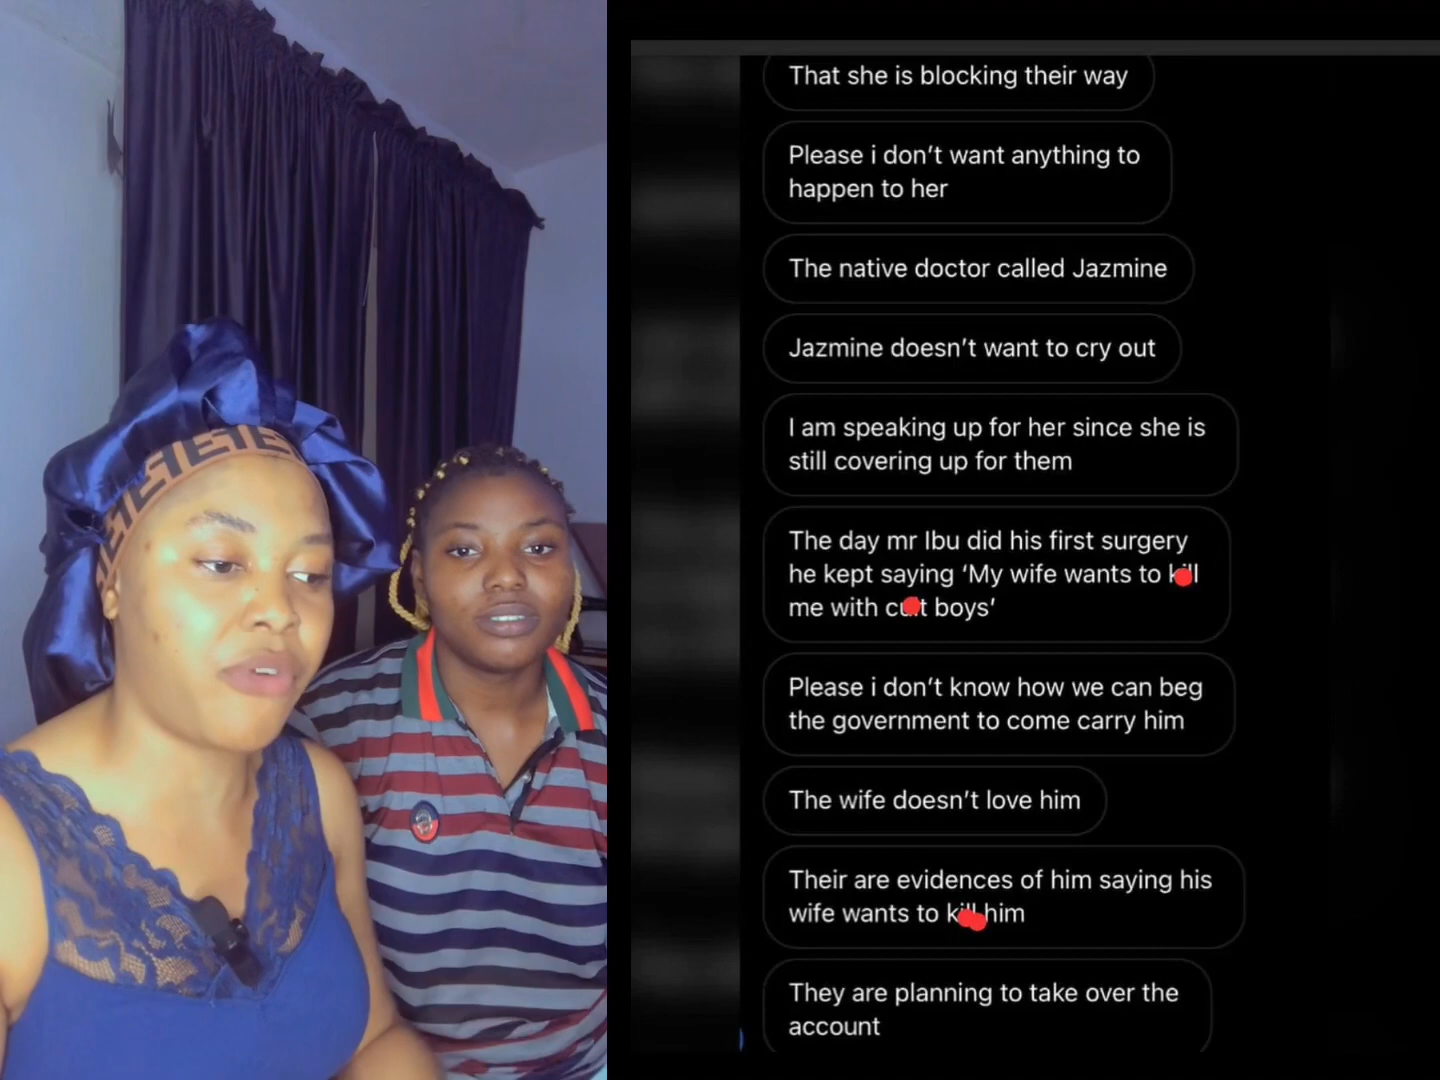 That she is blocking their way
Please i don’t want anything to
happen to her
The native doctor called Jazmine
Jazmine doesn’t want to cry out
I am speaking up for her since she is
still covering up for them
The day mr Ibu did his first surgery
he kept saying ‘My wife wants to kill
me with cult boys’
Please i don’t know how we can beg
the government to come carry him
The wife doesn’t love him
Their are evidences of him saying his
wife wants to kill him
They are planning to take over the
account